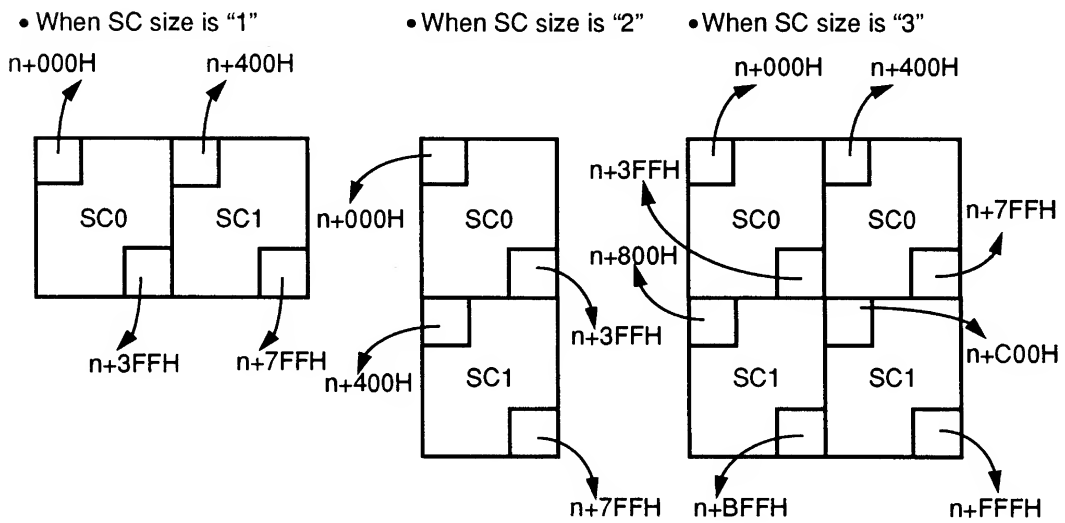 • When SC size is “1”
n+000H
n+400H
SC0
SC1
n+3FFH
n+7FFH
• When SC size is “2”
n+000H
SC0
n+3FFH
n+400H
SC1
n+7FFH
• When SC size is “3”
n+000H
n+400H
n+3FFH
SC0
SC0
n+7FFH
n+800H
n+C00H
SC1
SC1
n+BFFH
n+FFFH